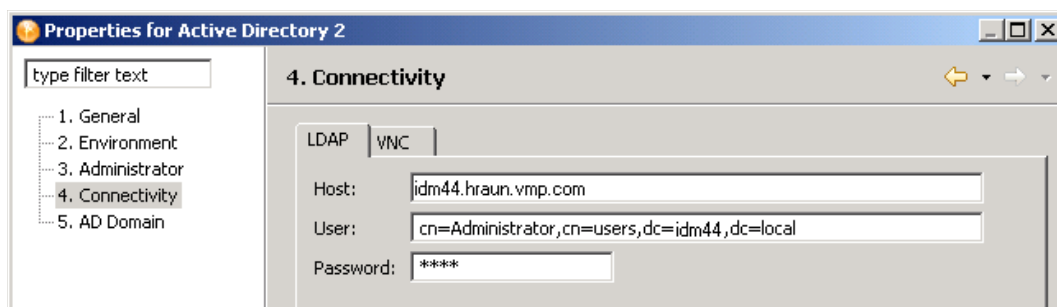 Properties for Active Directory 2
type filter text
1. General
2. Environment
3. Administrator
4. Connectivity
5. AD Domain
4. Connectivity
LDAP VNC
Host: idm44.hraun.vmp.com
User: cn=Administrator,cn=users,dc=idm44,dc=local
Password: ****